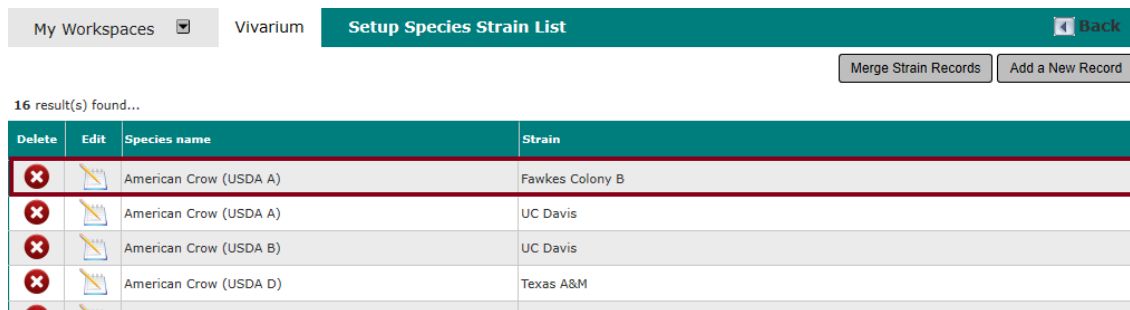 My Workspaces Vivarium Setup Species Strain List Back
Merge Strain Records Add a New Record
16 result(s) found...
Delete Edit Species name Strain
American Crow (USDA A) Fawkes Colony B
American Crow (USDA A) UC Davis
American Crow (USDA B) UC Davis
American Crow (USDA D) Texas A&M